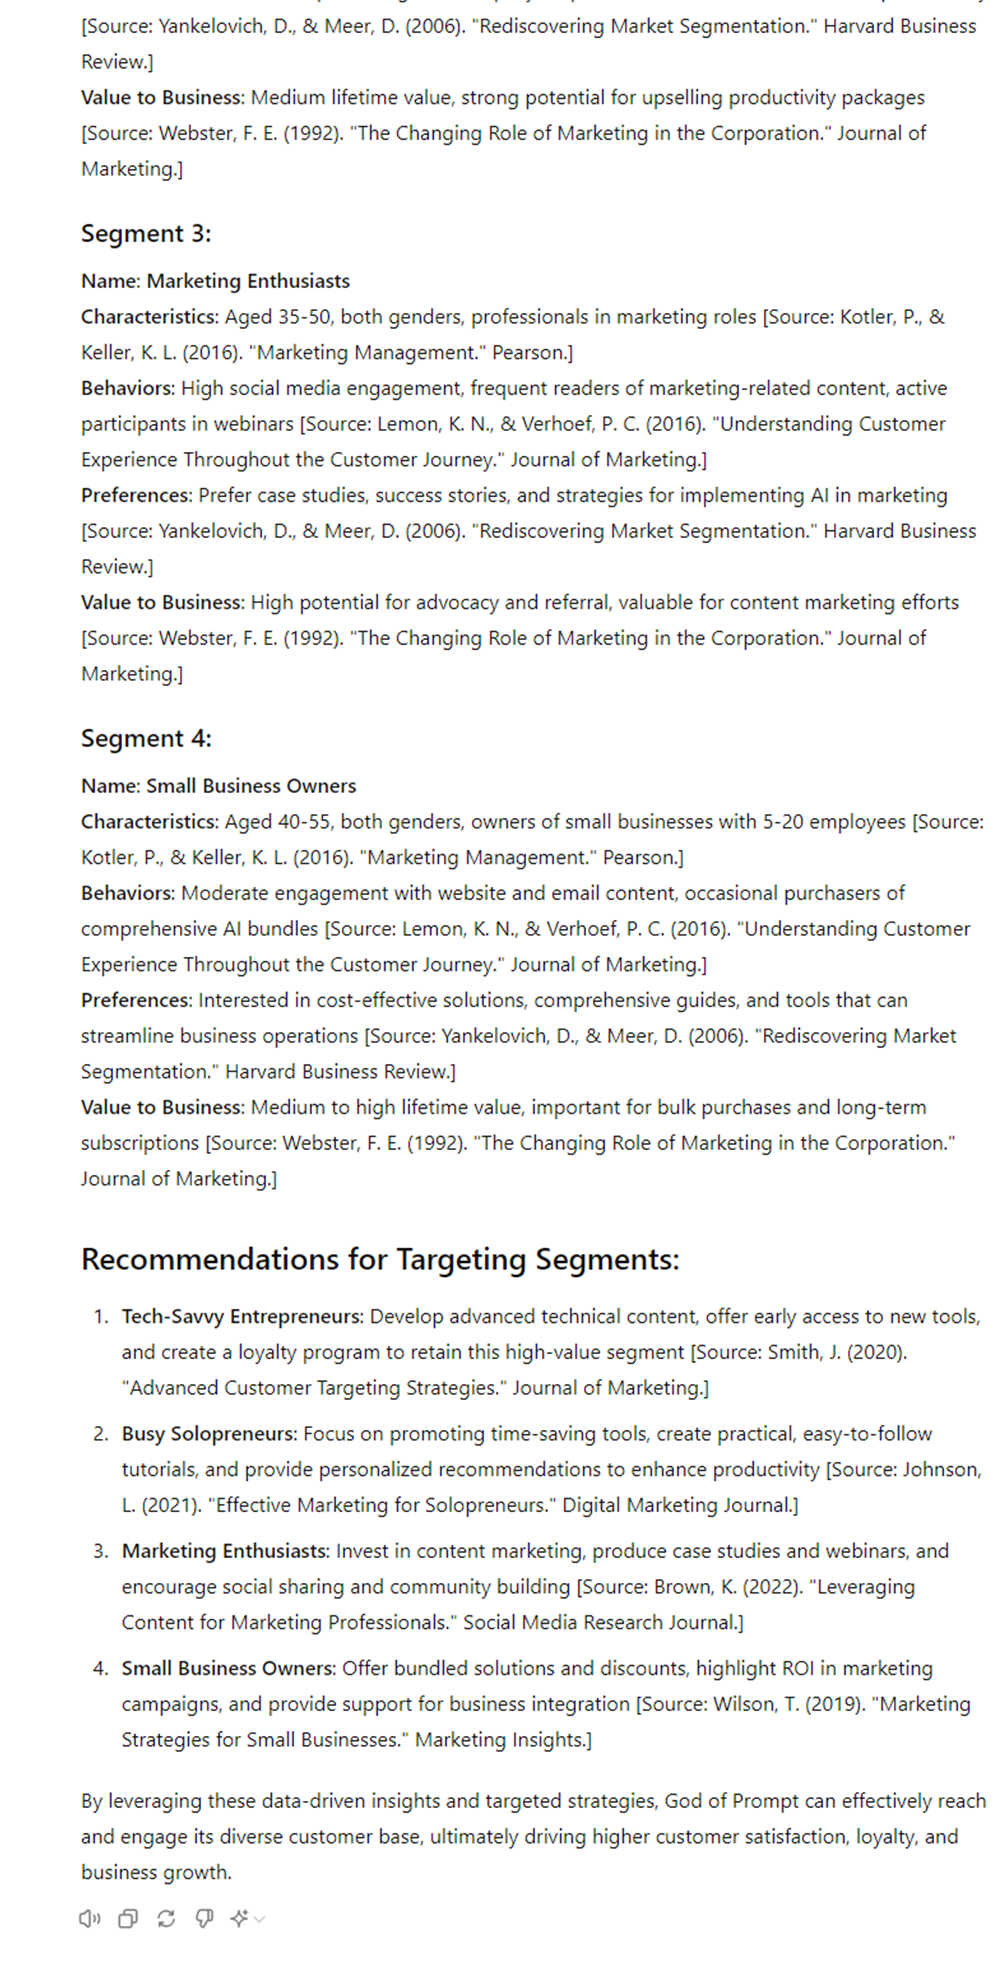 [Source: Yankelovich, D., & Meer, D. (2006). "Rediscovering Market Segmentation." Harvard Business
Review.]
Value to Business: Medium lifetime value, strong potential for upselling productivity packages
[Source: Webster, F. E. (1992). "The Changing Role of Marketing in the Corporation." Journal of
Marketing.]
Segment 3:
Name: Marketing Enthusiasts
Characteristics: Aged 35-50, both genders, professionals in marketing roles [Source: Kotler, P., &
Keller, K. L. (2016). "Marketing Management." Pearson.]
Behaviors: High social media engagement, frequent readers of marketing-related content, active
participants in webinars [Source: Lemon, K. N., & Verhoef, P. C. (2016). "Understanding Customer
Experience Throughout the Customer Journey." Journal of Marketing.]
Preferences: Prefer case studies, success stories, and strategies for implementing AI in marketing
[Source: Yankelovich, D., & Meer, D. (2006). "Rediscovering Market Segmentation." Harvard Business
Review.]
Value to Business: High potential for advocacy and referral, valuable for content marketing efforts
[Source: Webster, F. E. (1992). "The Changing Role of Marketing in the Corporation." Journal of
Marketing.]
Segment 4:
Name: Small Business Owners
Characteristics: Aged 40-55, both genders, owners of small businesses with 5-20 employees [Source:
Kotler, P., & Keller, K. L. (2016). "Marketing Management." Pearson.]
Behaviors: Moderate engagement with website and email content, occasional purchasers of
comprehensive AI bundles [Source: Lemon, K. N., & Verhoef, P. C. (2016). "Understanding Customer
Experience Throughout the Customer Journey." Journal of Marketing.]
Preferences: Interested in cost-effective solutions, comprehensive guides, and tools that can
streamline business operations [Source: Yankelovich, D., & Meer, D. (2006). "Rediscovering Market
Segmentation." Harvard Business Review.]
Value to Business: Medium to high lifetime value, important for bulk purchases and long-term
subscriptions [Source: Webster, F. E. (1992). "The Changing Role of Marketing in the Corporation."
Journal of Marketing.]
Recommendations for Targeting Segments:
1. Tech-Savvy Entrepreneurs: Develop advanced technical content, offer early access to new tools,
and create a loyalty program to retain this high-value segment [Source: Smith, J. (2020).
"Advanced Customer Targeting Strategies." Journal of Marketing.]
2. Busy Solopreneurs: Focus on promoting time-saving tools, create practical, easy-to-follow
tutorials, and provide personalized recommendations to enhance productivity [Source: Johnson,
L. (2021). "Effective Marketing for Solopreneurs." Digital Marketing Journal.]
3. Marketing Enthusiasts: Invest in content marketing, produce case studies and webinars, and
encourage social sharing and community building [Source: Brown, K. (2022). "Leveraging
Content for Marketing Professionals." Social Media Research Journal.]
4. Small Business Owners: Offer bundled solutions and discounts, highlight ROI in marketing
campaigns, and provide support for business integration [Source: Wilson, T. (2019). "Marketing
Strategies for Small Businesses." Marketing Insights.]
By leveraging these data-driven insights and targeted strategies, God of Prompt can effectively reach
and engage its diverse customer base, ultimately driving higher customer satisfaction, loyalty, and
business growth.